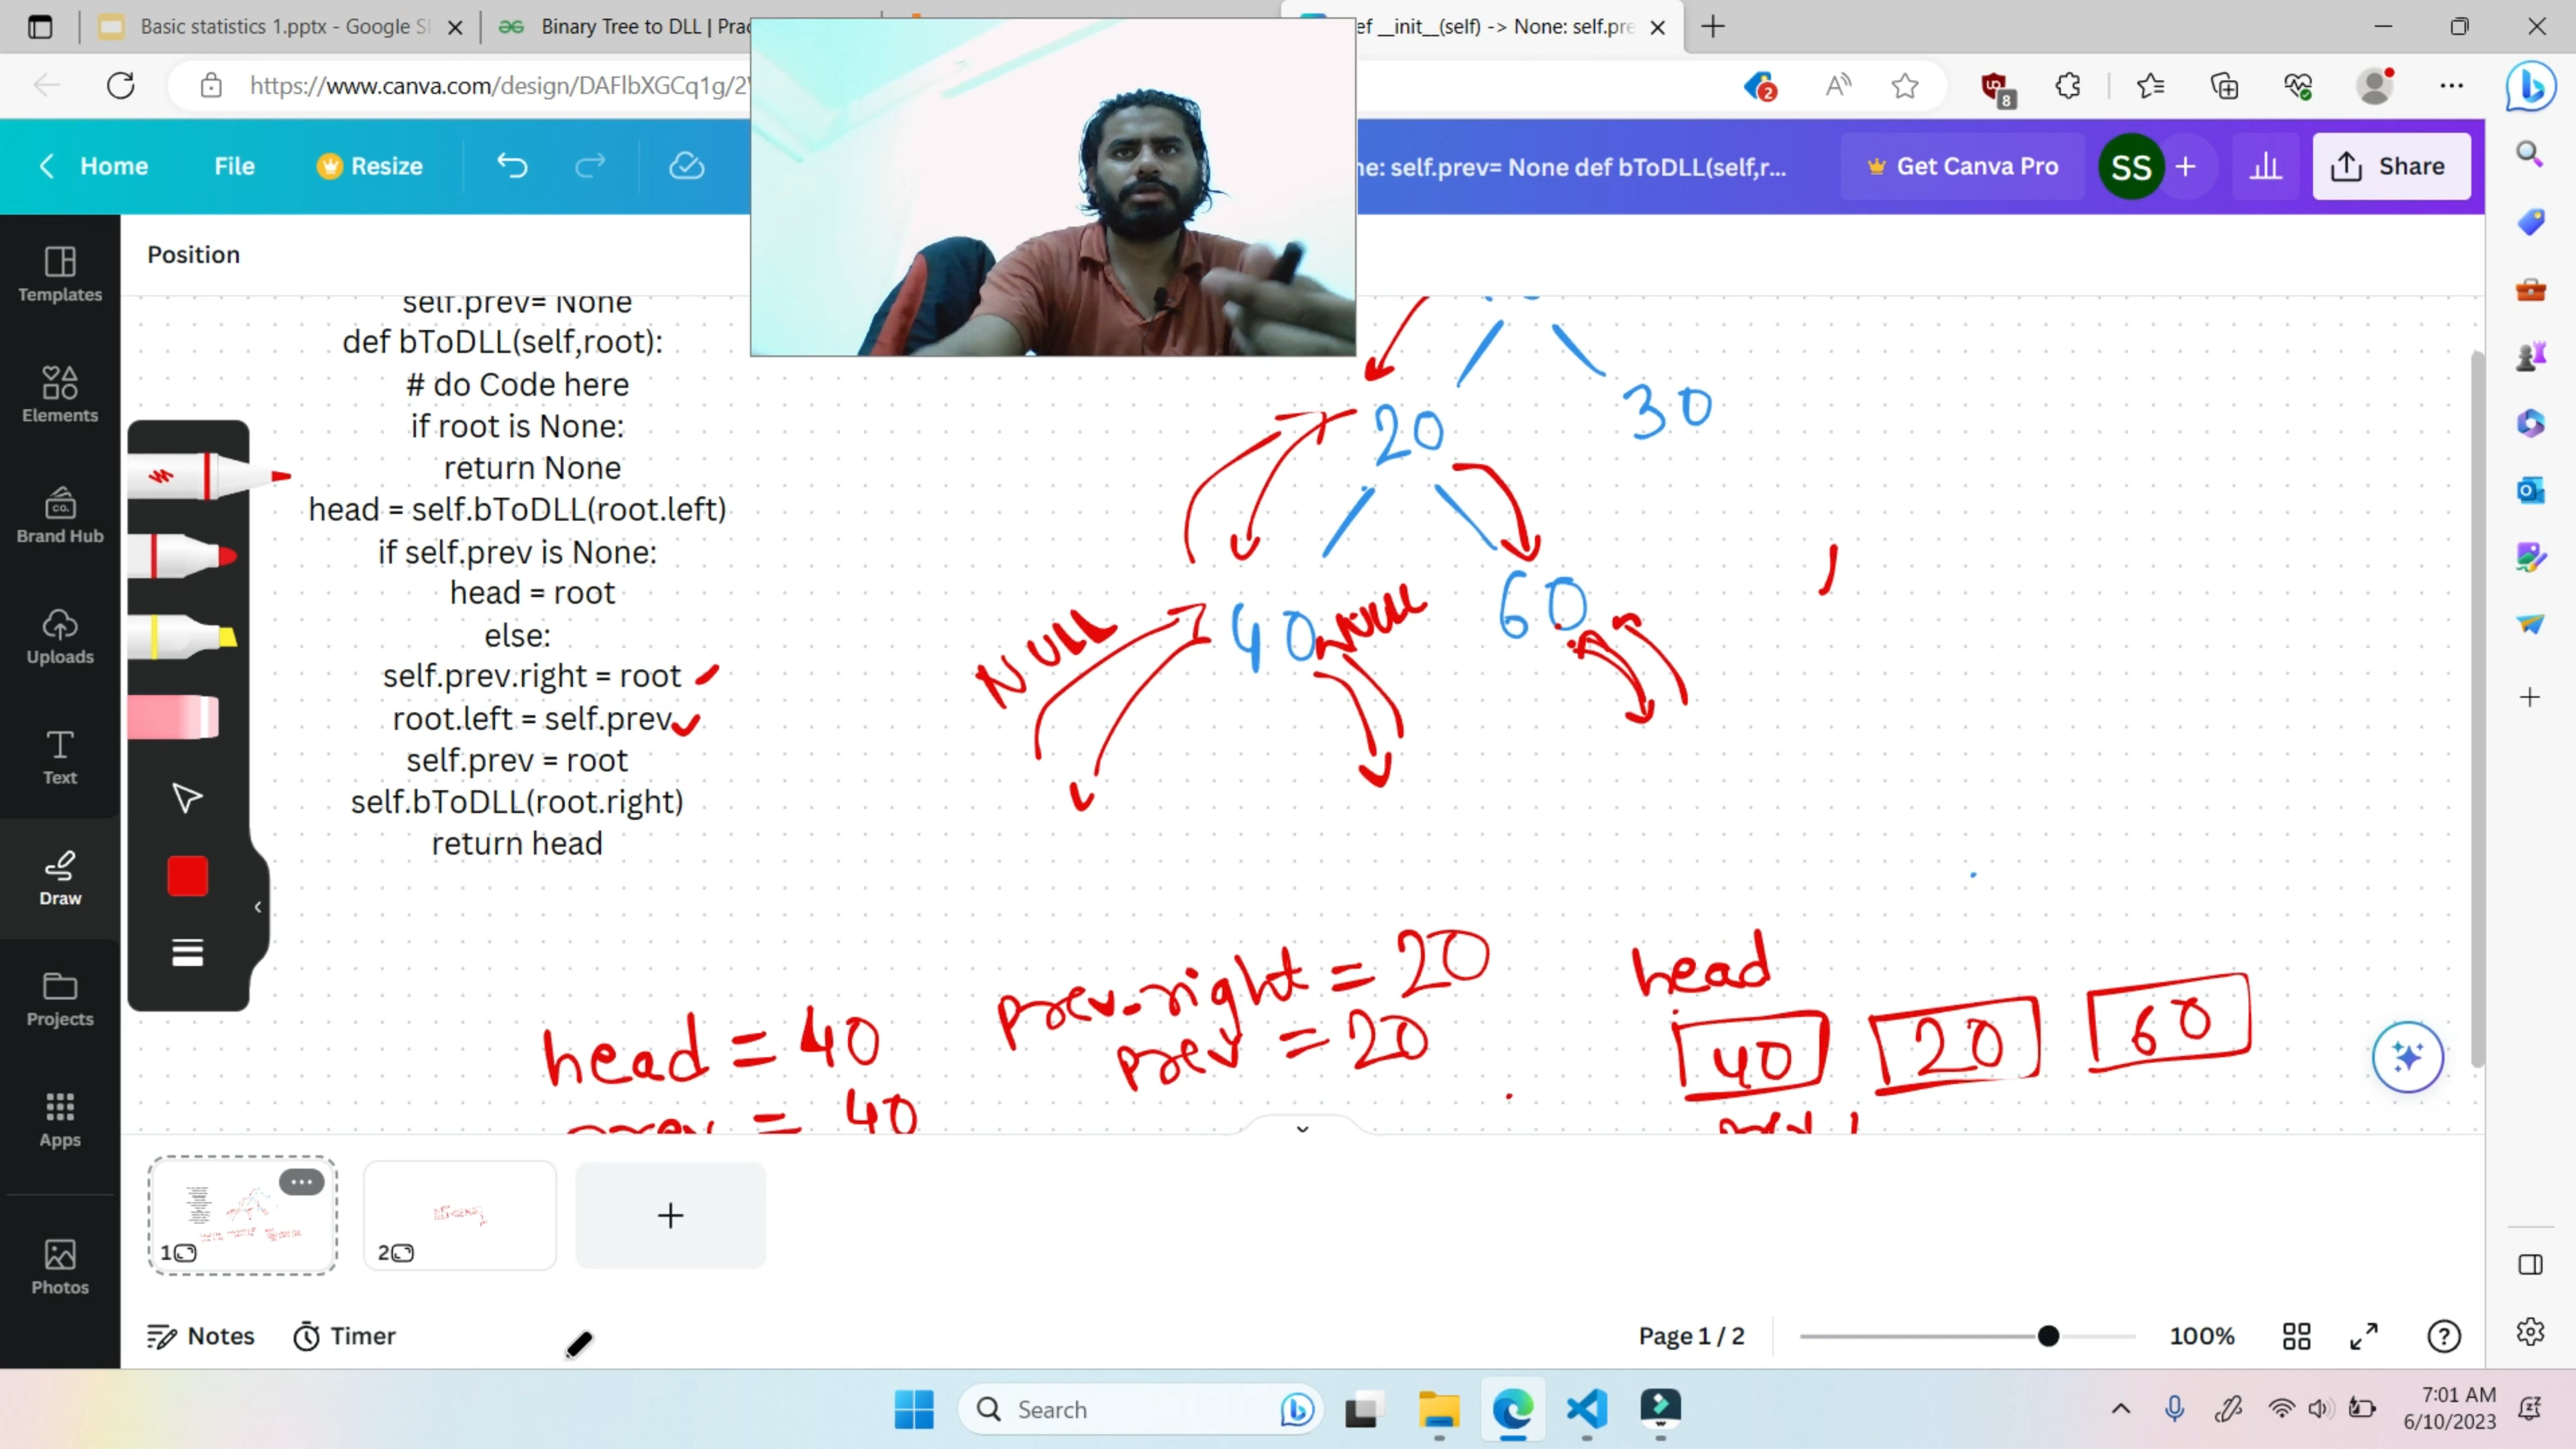 Basic statistics 1.pptx - Google Sl
Binary Tree to DLL | Prac
ef __init__(self) -> None: self.pre
https://www.canva.com/design/DAFlbXGCq1g/2
2
8
Home
File
Resize
ne: self.prev= None def bToDLL(self,r...
Get Canva Pro
SS
Share
Position
Templates
Elements
Brand Hub
Uploads
Text
Draw
Projects
Apps
Photos
self.prev= None
def bToDLL(self,root):
# do Code here
if root is None:
return None
head = self.bToDLL(root.left)
if self.prev is None:
head = root
else:
self.prev.right = root
root.left = self.prev
self.prev = root
self.bToDLL(root.right)
return head
20
30
40
60
NULL
NULL
head = 40
prev = 40
prev.right = 20
prev = 20
head
40
20
60
1
2
Notes
Timer
Page 1 / 2
100%
Search
7:01 AM
6/10/2023